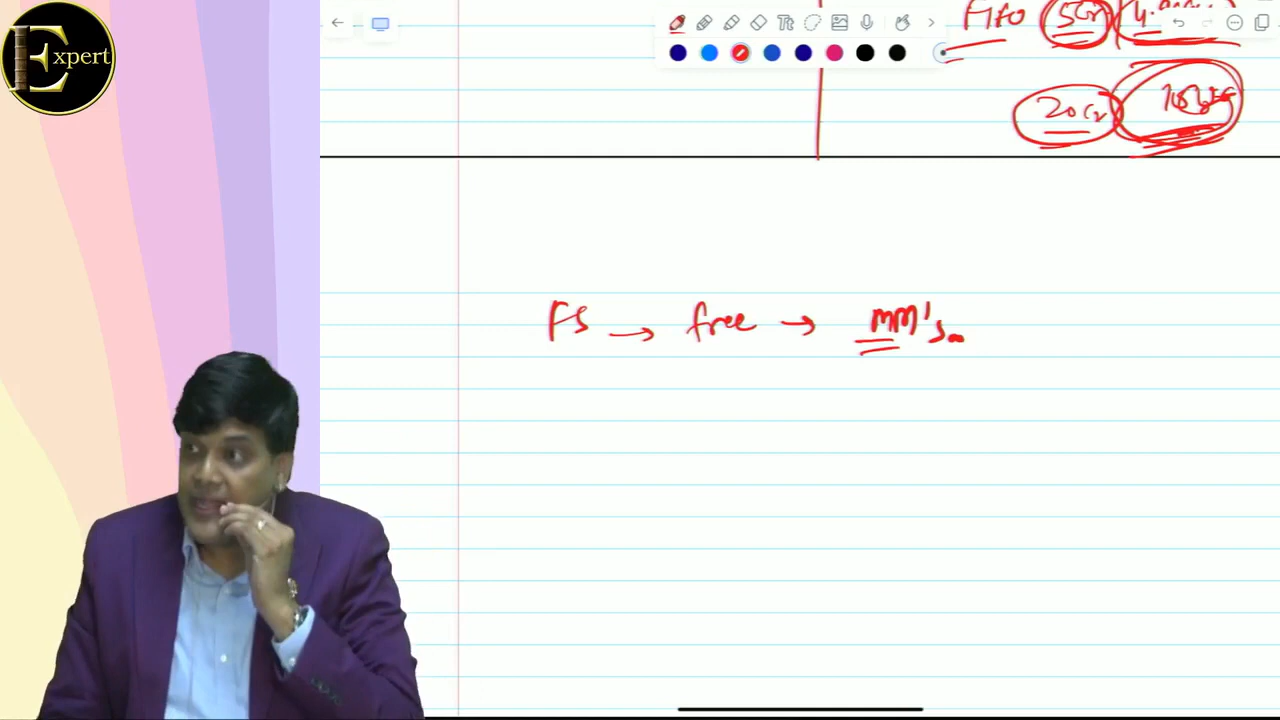 Expert
FIFO 5Cr
20Cr
FS → free → MM's.